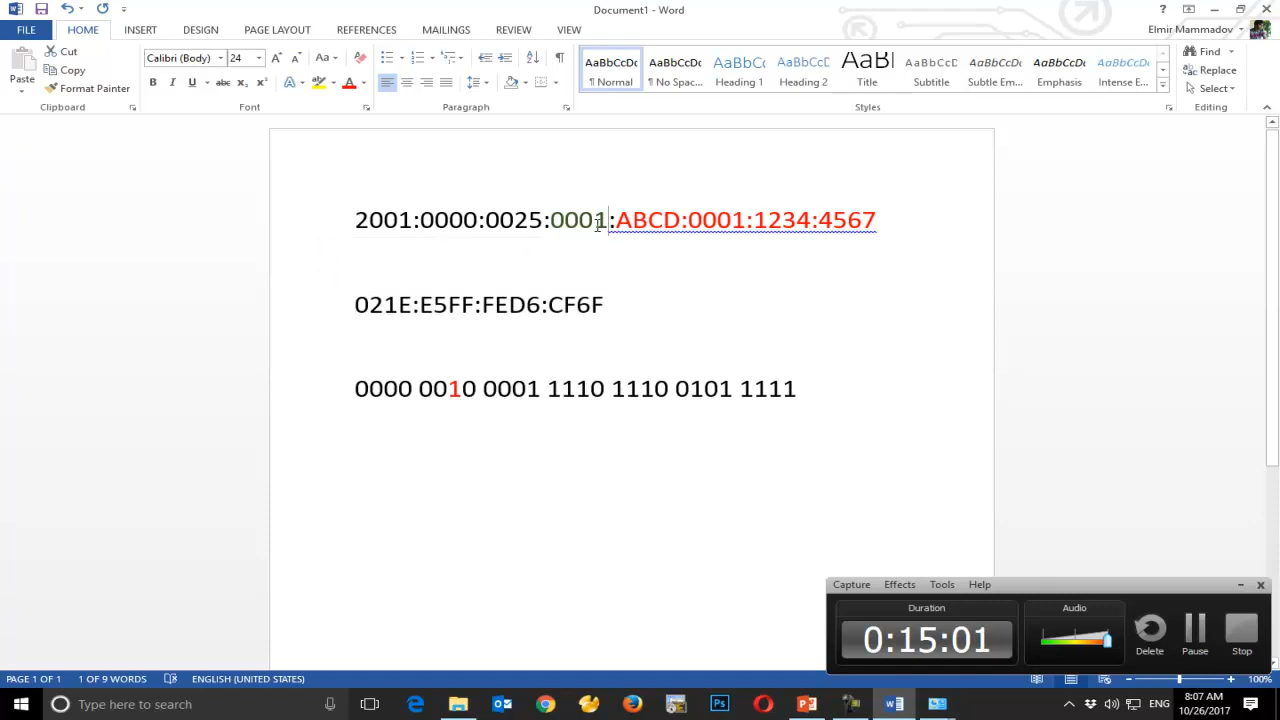 Document1 - Word
FILE HOME INSERT DESIGN PAGE LAYOUT REFERENCES MAILINGS REVIEW VIEW
Elmir Mammadov
Paste
Cut
Copy
Format Painter
Clipboard
Calibri (Body) 24
Font
Paragraph
AaBbCcDc AaBbCcDc AaBbCc AaBbCcC AaBl AaBbCcD AaBbCcDc AaBbCcDc AaBbCcDc
¶ Normal ¶ No Spac... Heading 1 Heading 2 Title Subtitle Subtle Em... Emphasis Intense E...
Styles
Find
Replace
Select
Editing
2001:0000:0025:0001:ABCD:0001:1234:4567
021E:E5FF:FED6:CF6F
0000 0010 0001 1110 1110 0101 1111
Capture Effects Tools Help
Duration
0:15:01
Audio
Delete Pause Stop
PAGE 1 OF 1 1 OF 9 WORDS ENGLISH (UNITED STATES) 100%
Type here to search
ENG
8:07 AM
10/26/2017